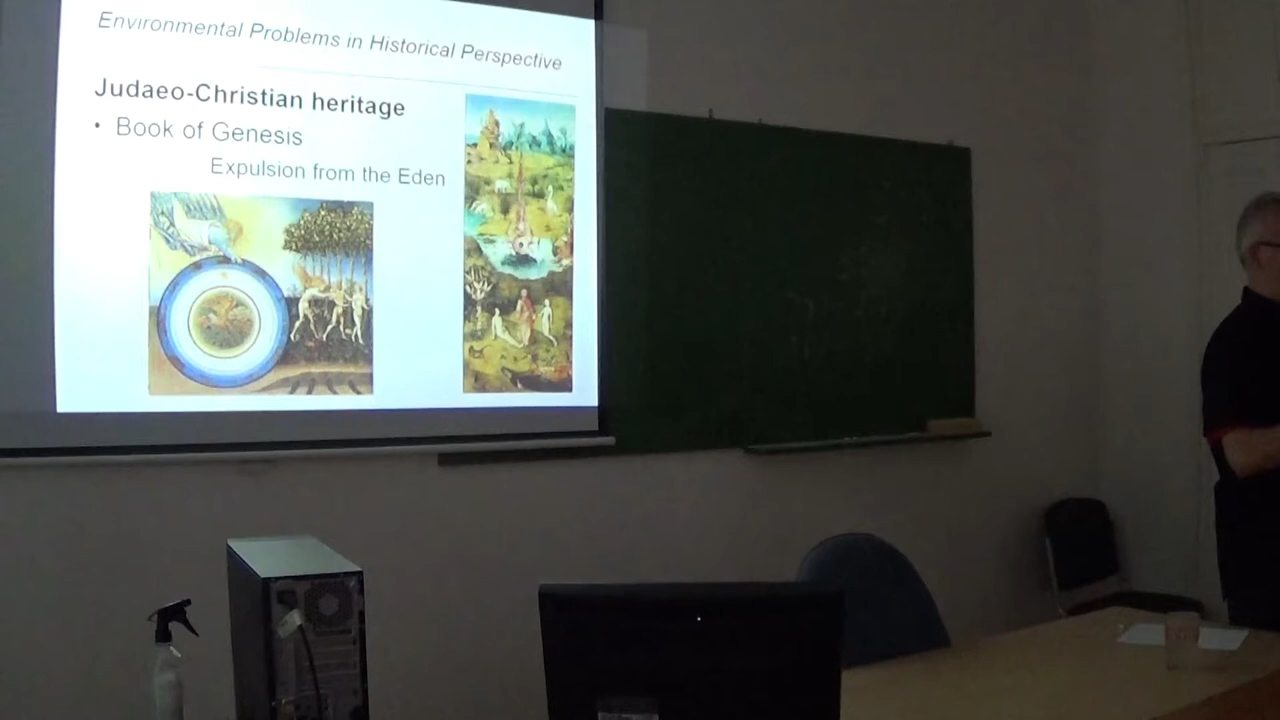 Environmental Problems in Historical Perspective
Judaeo-Christian heritage
• Book of Genesis
Expulsion from the Eden